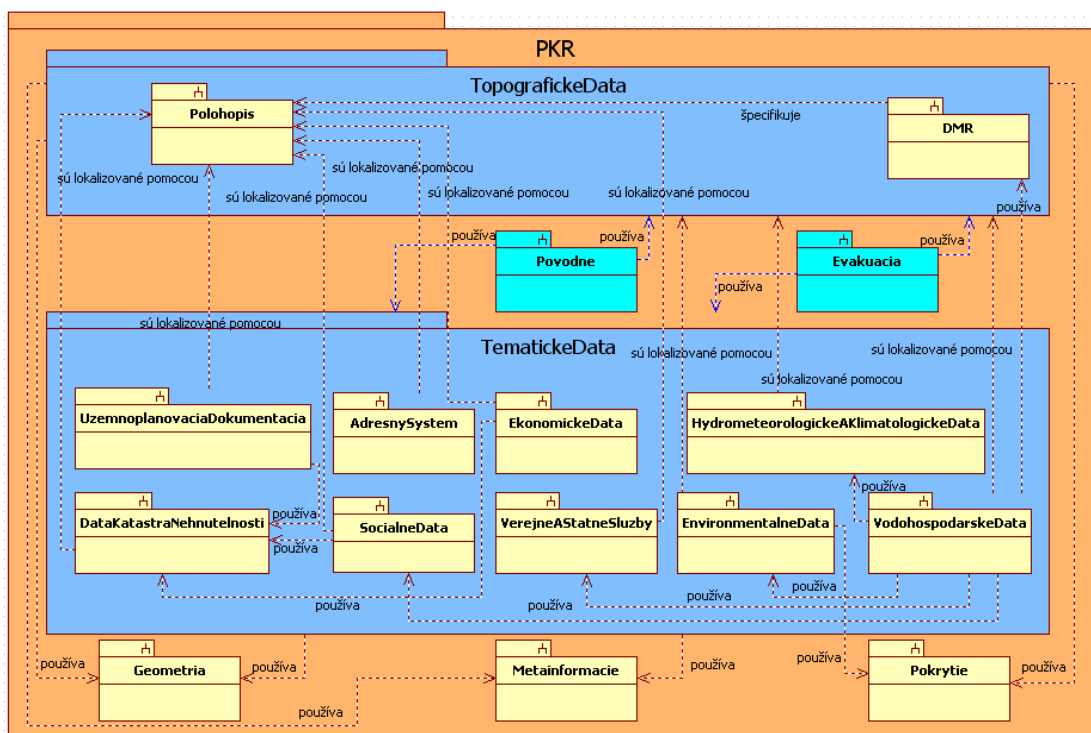 PKR
TopografickeData
Polohopis
špecifikuje
DMR
sú lokalizované pomocou
sú lokalizované pomocou
sú lokalizované pomocou
sú lokalizované pomocou
sú lokalizované pomocou
používa
používa
Povodne
používa
Evakuacia
používa
používa
sú lokalizované pomocou
TematickeData
sú lokalizované pomocou
sú lokalizované pomocou
sú lokalizované pomocou
UzemnoplanovaciaDokumentacia
AdresnySystem
EkonomickeData
HydrometeorologickeAKlimatologickeData
používa
používa
DataKatastraNehnutelnosti
SocialneData
VerejneAStatneSluzby
EnvironmentalneData
VodohospodarskeData
používa
používa
používa
používa
používa
Geometria
používa
Metainformacie
používa
používa
Pokrytie
používa
používa